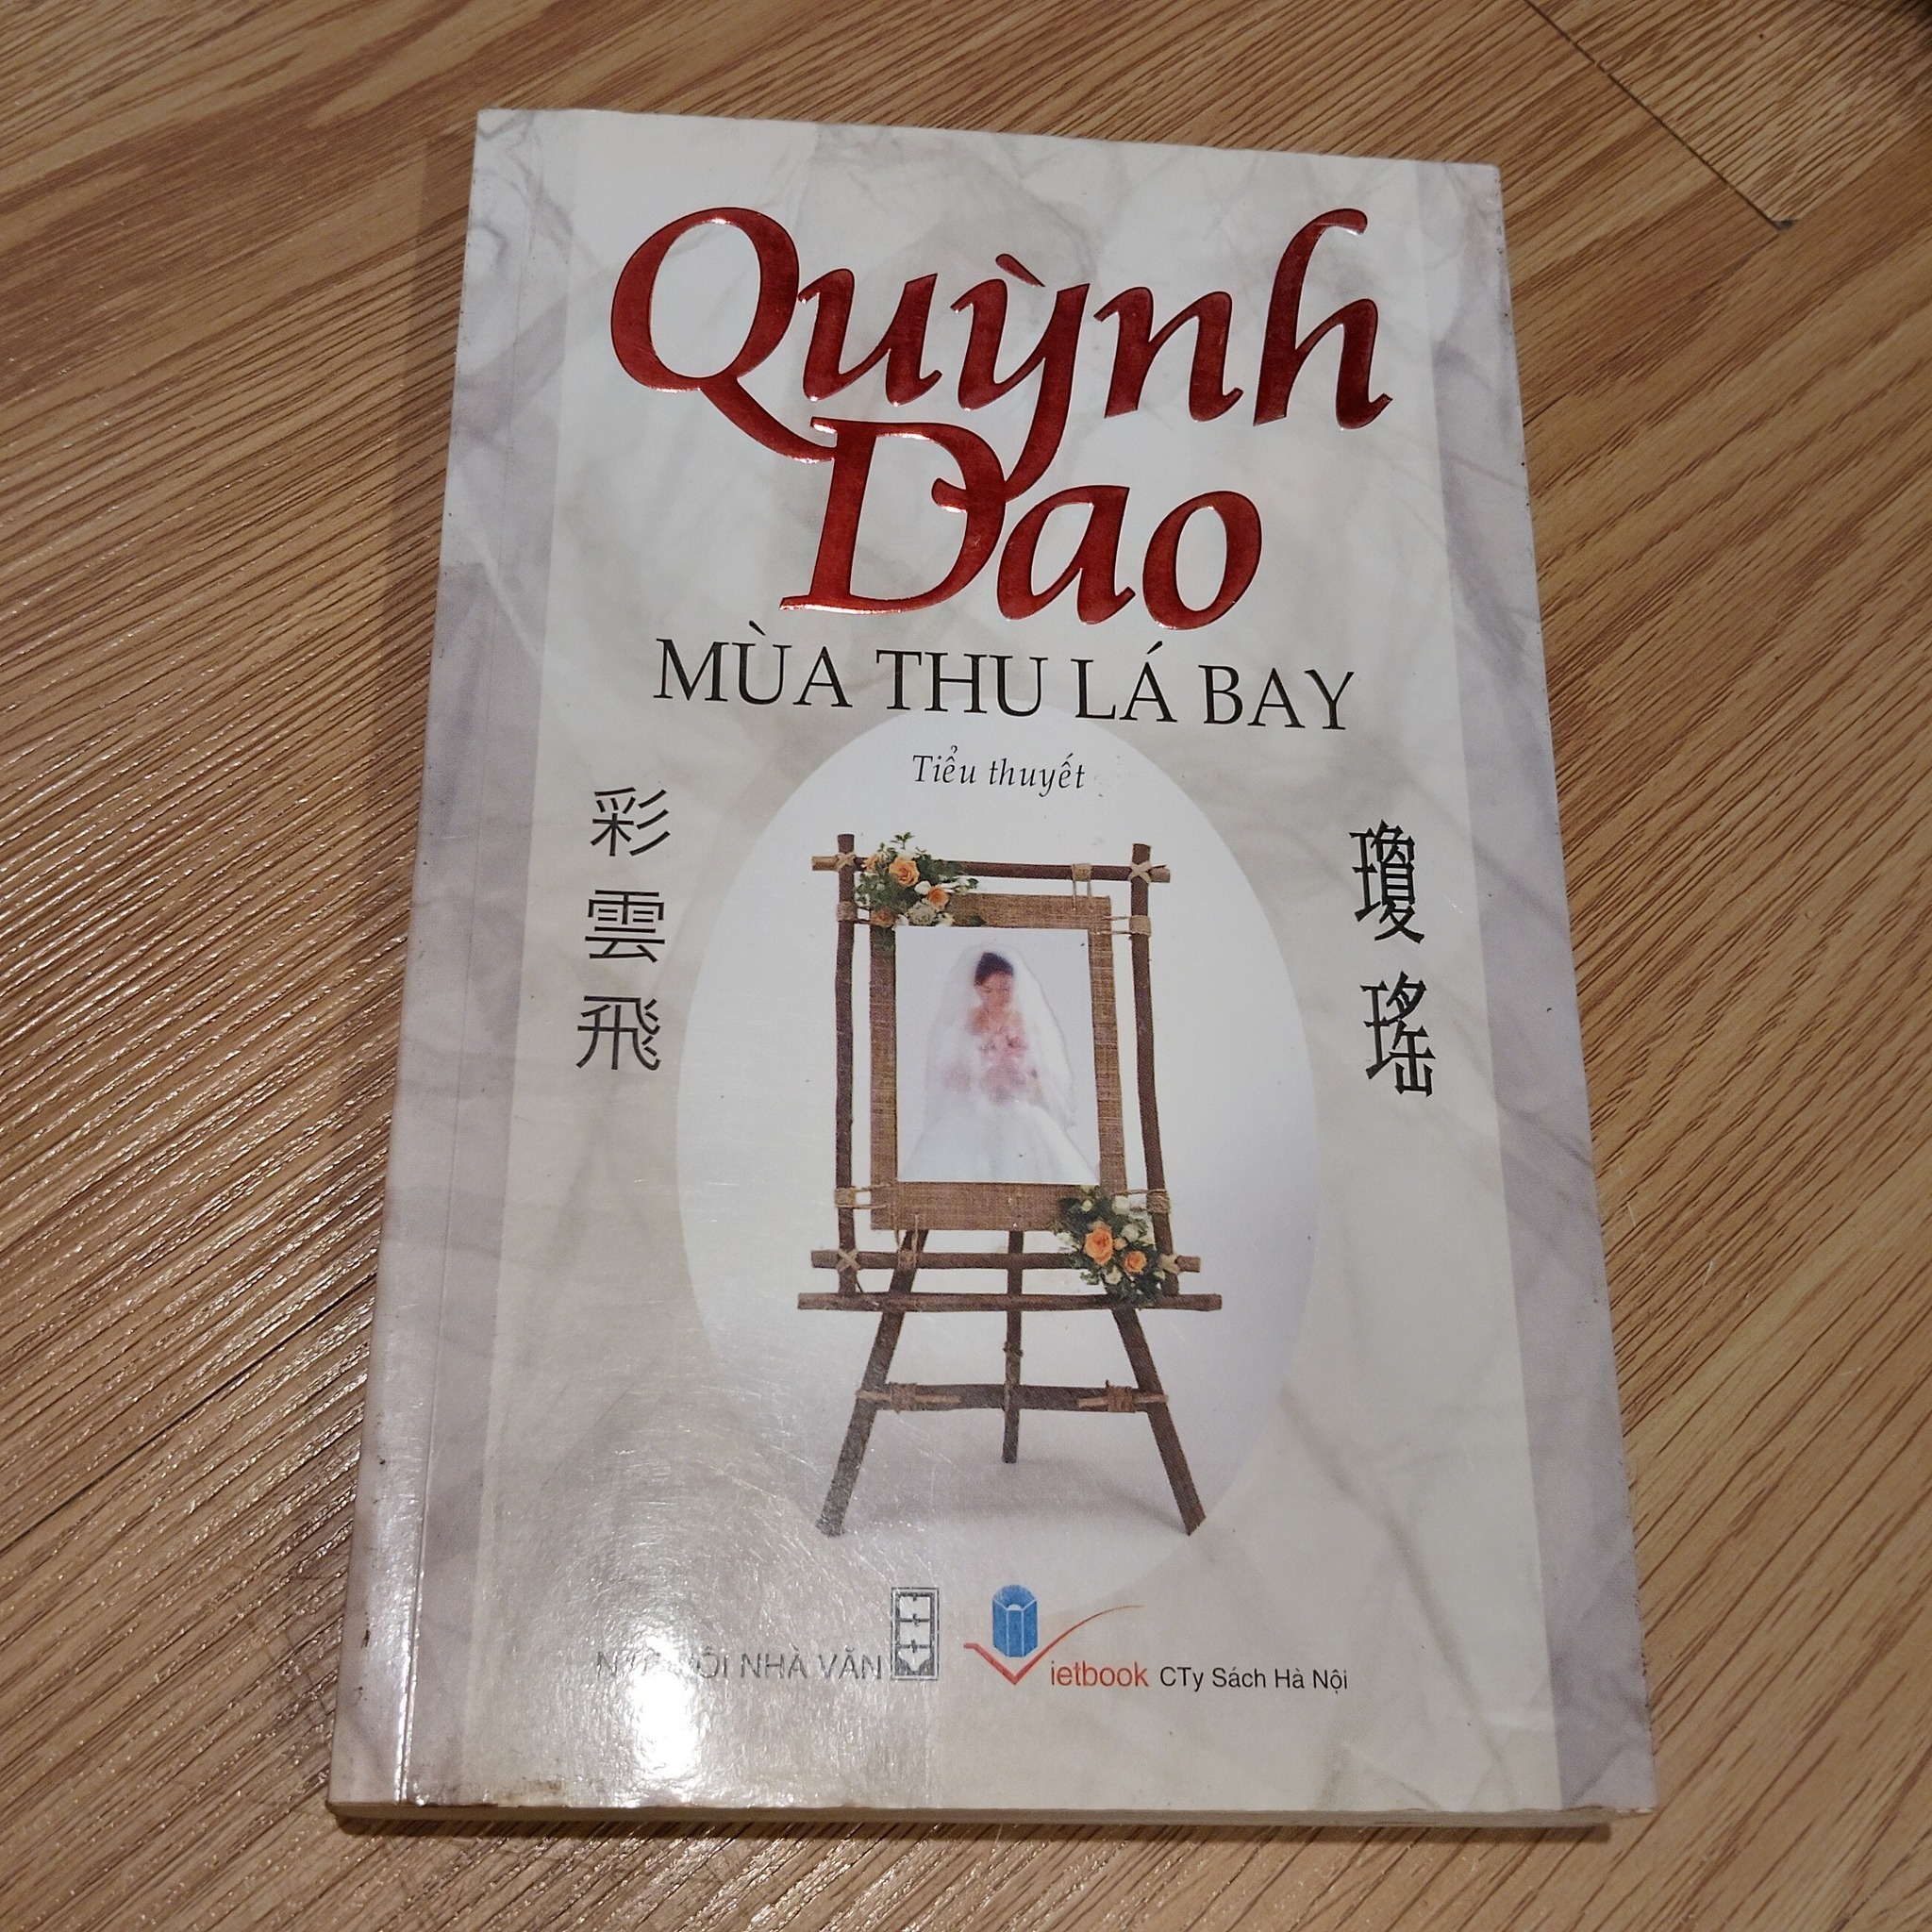 Quỳnh
Dao
MÙA THU LÁ BAY
Tiểu thuyết
彩雲飛
瓊瑤
NHÀ VĂN
Vietbook CTy Sách Hà Nội